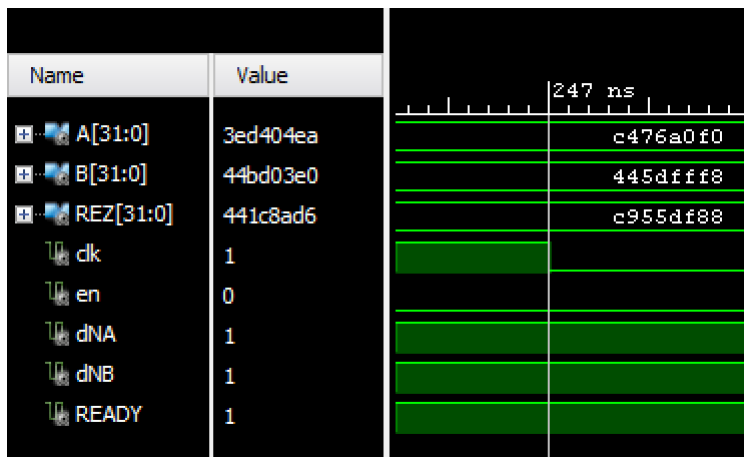 Name Value 247 ns
A[31:0] 3ed404ea c476a0f0
B[31:0] 44bd03e0 445dfff8
REZ[31:0] 441c8ad6 c955df88
clk 1
en 0
dNA 1
dNB 1
READY 1